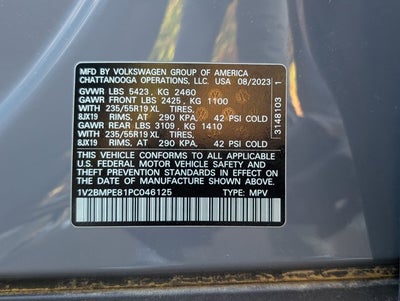 MFD BY VOLKSWAGEN GROUP OF AMERICA
CHATTANOOGA OPERATIONS, LLC. USA 08/2023
GVWR LBS 5423, KG 2460
GAWR FRONT LBS 2425, KG 1100
WITH 235/55R19 XL TIRES,
8JX19 RIMS, AT 290 KPA, 42 PSI COLD
GAWR REAR LBS 3109, KG 1410
WITH 235/55R19 XL TIRES,
8JX19 RIMS, AT 290 KPA, 42 PSI COLD
THIS VEHICLE CONFORMS TO ALL APPLICABLE
U.S. FEDERAL MOTOR VEHICLE SAFETY AND
THEFT PREVENTION STANDARDS IN EFFECT ON
THE DATE OF MANUFACTURE SHOWN ABOVE.
1V2BMPE81PC046125 TYPE: MPV
3148103 1